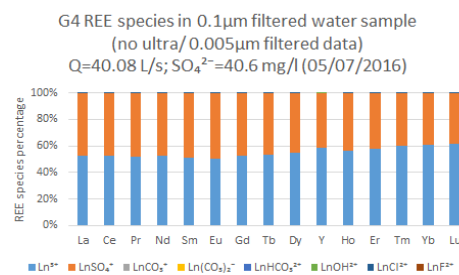 G4 REE species in 0.1µm filtered water sample
(no ultra/ 0.005µm filtered data)
Q=40.08 L/s; SO₄²⁻=40.6 mg/l (05/07/2016)
REE species percentage
100%
80%
60%
40%
20%
0%
La Ce Pr Nd Sm Eu Gd Tb Dy Y Ho Er Tm Yb Lu
Ln³⁺ LnSO₄⁺ LnCO₃⁺ Ln(CO₃)₂⁻ LnHCO₃²⁺ LnOH²⁺ LnCl²⁺ LnF²⁺